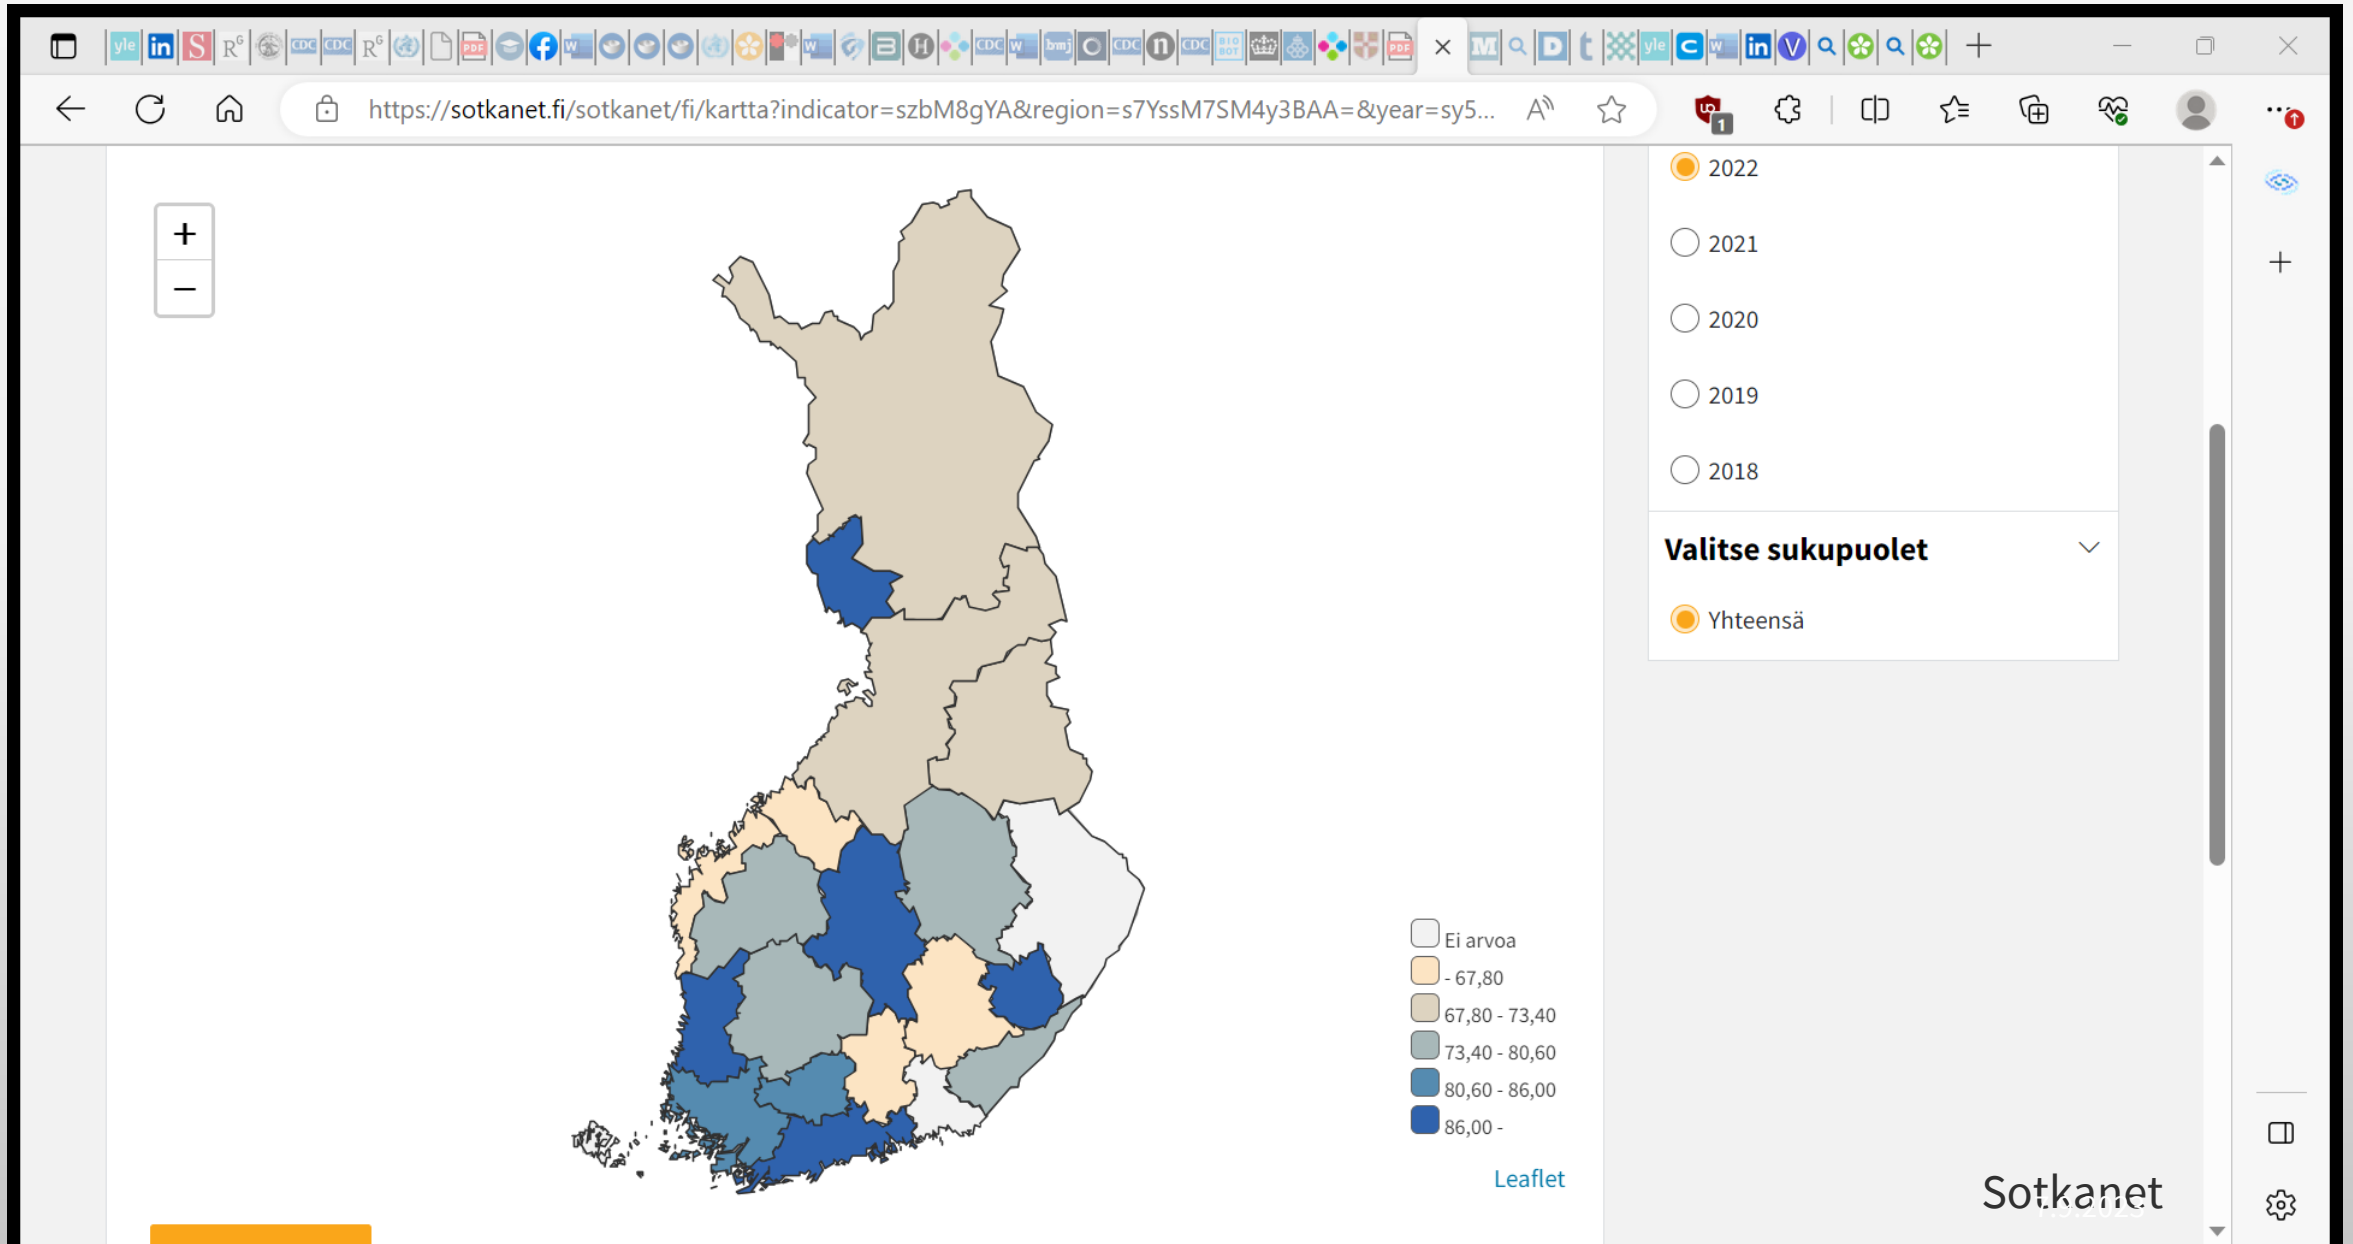 https://sotkanet.fi/sotkanet/fi/kartta?indicator=szbM8gYA&region=s7YssM7SM4y3BAA=&year=sy5...
1
+
−
2022
2021
2020
2019
2018
Valitse sukupuolet
Yhteensä
Ei arvoa
- 67,80
67,80 - 73,40
73,40 - 80,60
80,60 - 86,00
86,00 -
Leaflet
Sotkanet